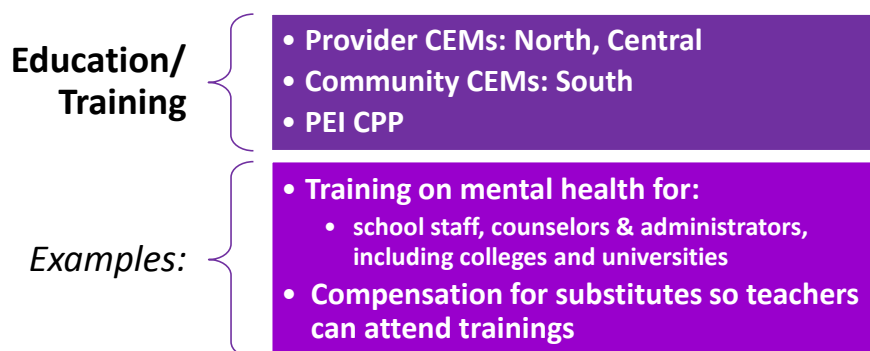 Education/
Training
• Provider CEMs: North, Central
• Community CEMs: South
• PEI CPP
Examples:
• Training on mental health for:
• school staff, counselors & administrators,
including colleges and universities
• Compensation for substitutes so teachers
can attend trainings